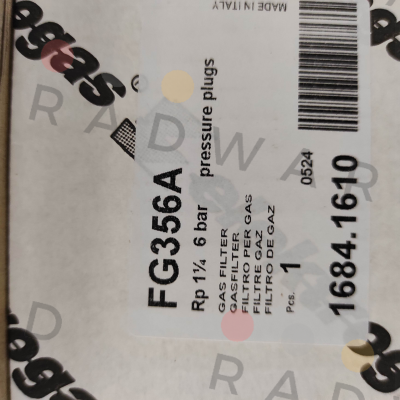 FG356A
Rp 1¼ 6 bar pressure plugs
GAS FILTER
GASFILTER
FILTRO PER GAS
FILTRE GAZ
FILTRO DE GAZ
Pcs. 1
0524
1684.1610
MADE IN ITALY
RADWAR